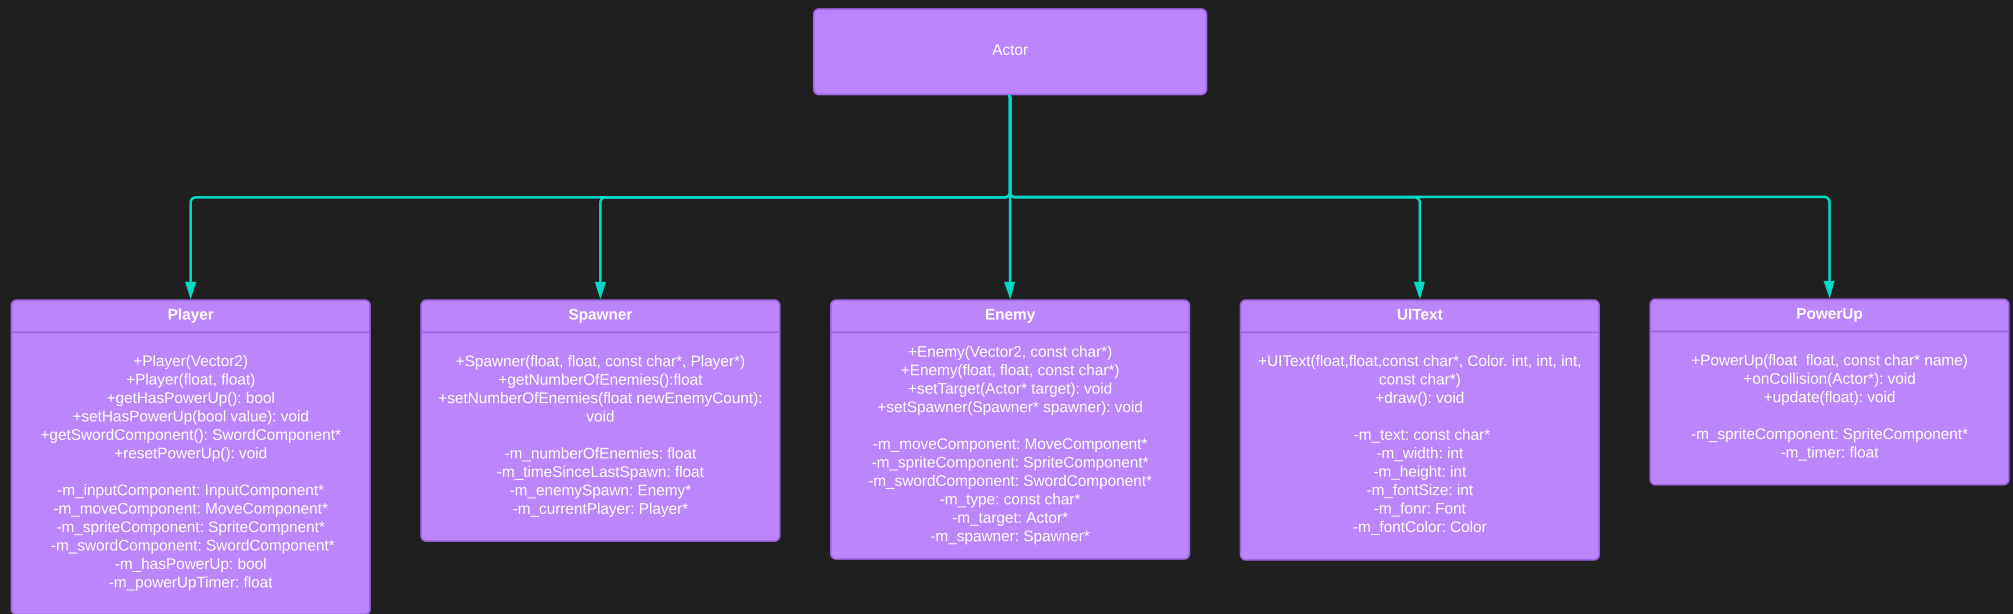 Actor
Player
+Player(Vector2)
+Player(float, float)
+getHasPowerUp(): bool
+setHasPowerUp(bool value): void
+getSwordComponent(): SwordComponent*
+resetPowerUp(): void
-m_inputComponent: InputComponent*
-m_moveComponent: MoveComponent*
-m_spriteComponent: SpriteCompnent*
-m_swordComponent: SwordComponent*
-m_hasPowerUp: bool
-m_powerUpTimer: float
Spawner
+Spawner(float, float, const char*, Player*)
+getNumberOfEnemies():float
+setNumberOfEnemies(float newEnemyCount):
void
-m_numberOfEnemies: float
-m_timeSinceLastSpawn: float
-m_enemySpawn: Enemy*
-m_currentPlayer: Player*
Enemy
+Enemy(Vector2, const char*)
+Enemy(float, float, const char*)
+setTarget(Actor* target): void
+setSpawner(Spawner* spawner): void
-m_moveComponent: MoveComponent*
-m_spriteComponent: SpriteComponent*
-m_swordComponent: SwordComponent*
-m_type: const char*
-m_target: Actor*
-m_spawner: Spawner*
UIText
+UIText(float,float,const char*, Color. int, int, int,
const char*)
+draw(): void
-m_text: const char*
-m_width: int
-m_height: int
-m_fontSize: int
-m_fonr: Font
-m_fontColor: Color
PowerUp
+PowerUp(float  float, const char* name)
+onCollision(Actor*): void
+update(float): void
-m_spriteComponent: SpriteComponent*
-m_timer: float